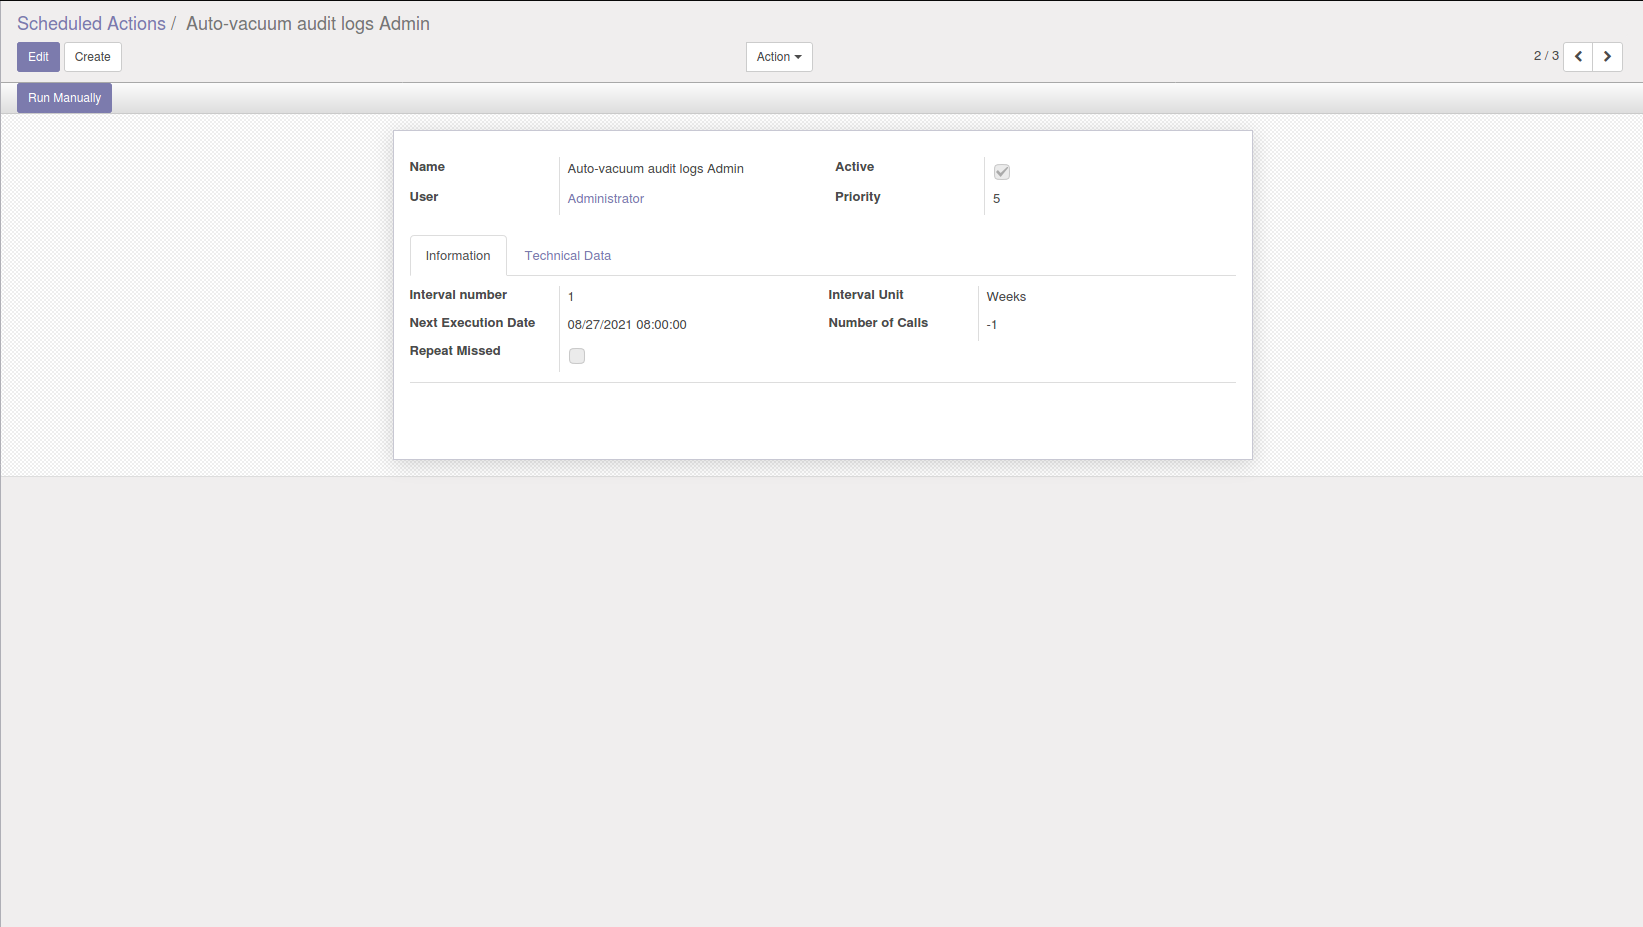 Scheduled Actions / Auto-vacuum audit logs Admin
Edit Create Action 2 / 3
Run Manually
Name Auto-vacuum audit logs Admin Active
User Administrator Priority 5
Information Technical Data
Interval number 1 Interval Unit Weeks
Next Execution Date 08/27/2021 08:00:00 Number of Calls -1
Repeat Missed